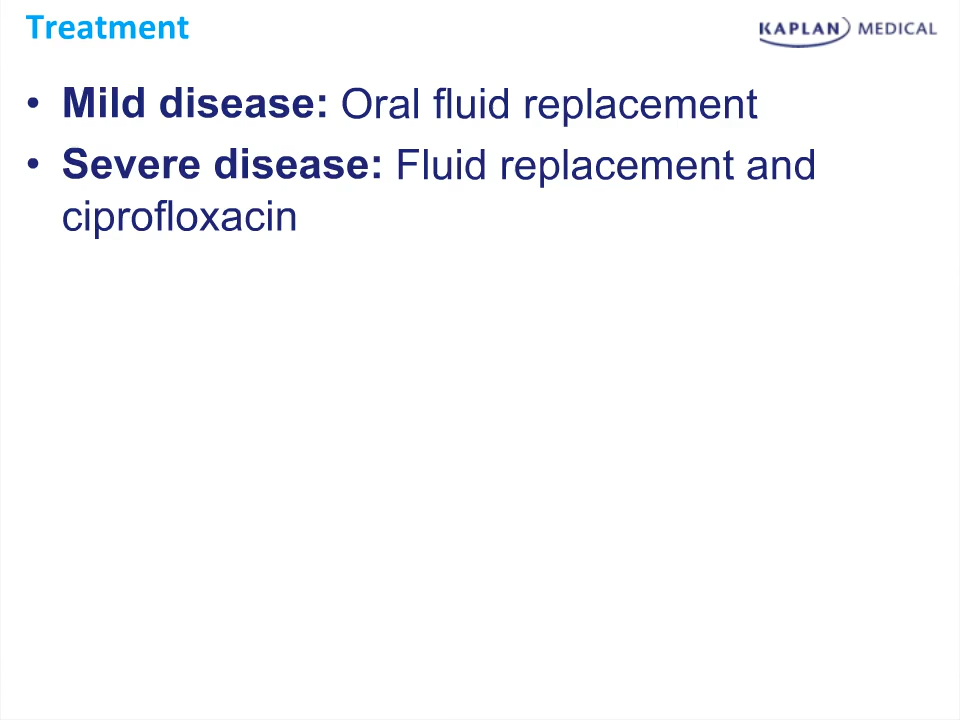 Treatment
KAPLAN MEDICAL
• Mild disease: Oral fluid replacement
• Severe disease: Fluid replacement and
ciprofloxacin